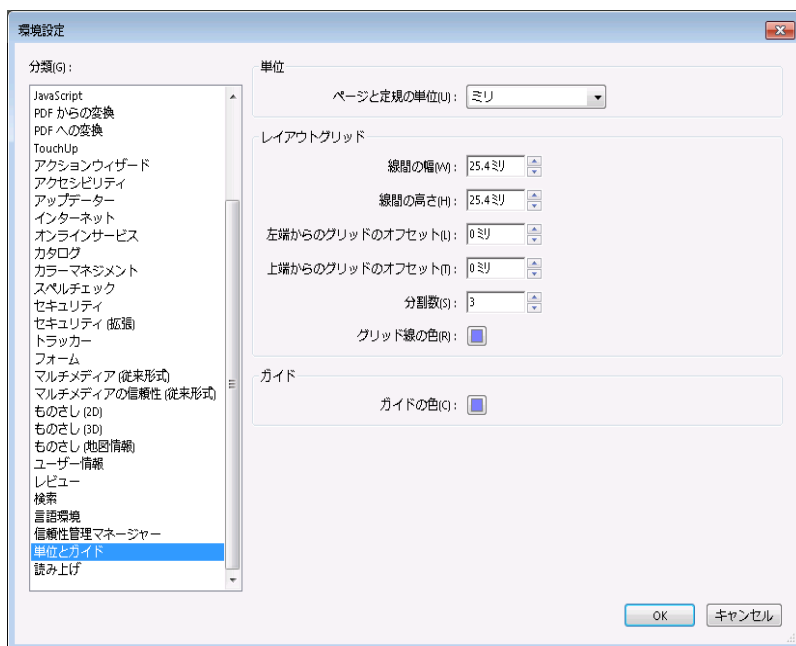 環境設定
分類(G):
JavaScript
PDF からの変換
PDF への変換
TouchUp
アクションウィザード
アクセシビリティ
アップデーター
インターネット
オンラインサービス
カタログ
カラーマネジメント
スペルチェック
セキュリティ
セキュリティ (拡張)
トラッカー
フォーム
マルチメディア (従来形式)
マルチメディアの信頼性 (従来形式)
ものさし (2D)
ものさし (3D)
ものさし (地図情報)
ユーザー情報
レビュー
検索
言語環境
信頼性管理マネージャー
単位とガイド
読み上げ
単位
ページと定規の単位(U): ミリ
レイアウトグリッド
線間の幅(W): 25.4ミリ
線間の高さ(H): 25.4ミリ
左端からのグリッドのオフセット(L): 0ミリ
上端からのグリッドのオフセット(T): 0ミリ
分割数(S): 3
グリッド線の色(R):
ガイド
ガイドの色(C):
OK キャンセル